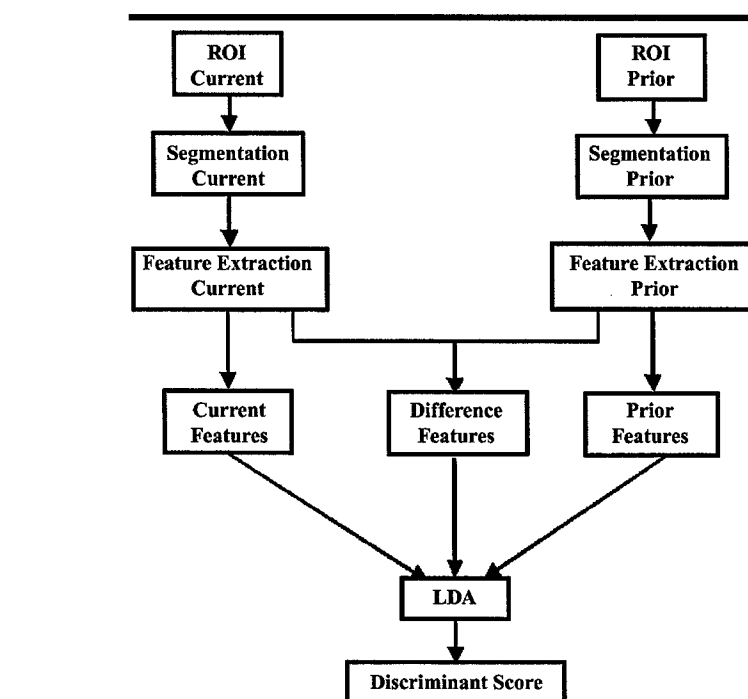 ROI
Current
ROI
Prior
Segmentation
Current
Segmentation
Prior
Feature Extraction
Current
Feature Extraction
Prior
Current
Features
Difference
Features
Prior
Features
LDA
Discriminant Score